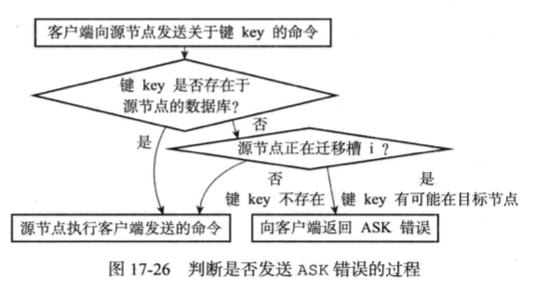 客户端向源节点发送关于键 key 的命令
键 key 是否存在于
源节点的数据库?
是
否
源节点正在迁移槽 i ?
否
键 key 不存在
是
键 key 有可能在目标节点
源节点执行客户端发送的命令
向客户端返回 ASK 错误
图 17-26 判断是否发送 ASK 错误的过程